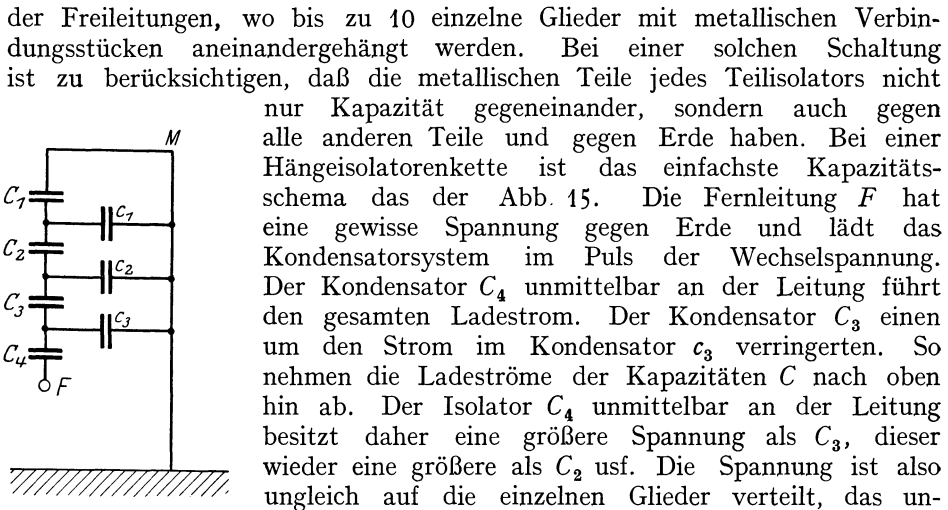 der Freileitungen, wo bis zu 10 einzelne Glieder mit metallischen Verbin-
dungsstücken aneinandergehängt werden. Bei einer solchen Schaltung
ist zu berücksichtigen, daß die metallischen Teile jedes Teilisolators nicht
nur Kapazität gegeneinander, sondern auch gegen
alle anderen Teile und gegen Erde haben. Bei einer
Hängeisolatorenkette ist das einfachste Kapazitäts-
schema das der Abb. 15. Die Fernleitung F hat
eine gewisse Spannung gegen Erde und lädt das
Kondensatorsystem im Puls der Wechselspannung.
Der Kondensator C₄ unmittelbar an der Leitung führt
den gesamten Ladestrom. Der Kondensator C₃ einen
um den Strom im Kondensator c₃ verringerten. So
nehmen die Ladeströme der Kapazitäten C nach oben
hin ab. Der Isolator C₄ unmittelbar an der Leitung
besitzt daher eine größere Spannung als C₃, dieser
wieder eine größere als C₂ usf. Die Spannung ist also
ungleich auf die einzelnen Glieder verteilt, das un-
M
C₁
c₁
C₂
c₂
C₃
c₃
C₄
F